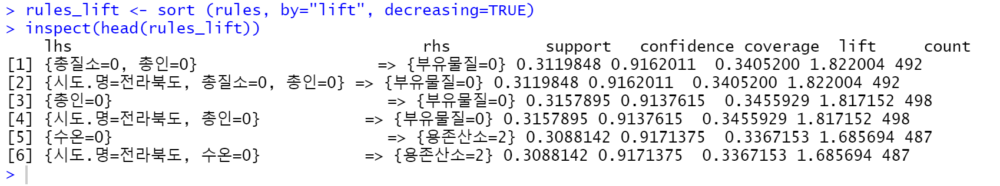 > rules_lift <- sort (rules, by="lift", decreasing=TRUE)
> inspect(head(rules_lift))
lhs rhs support confidence coverage lift count
[1] {총질소=0, 총인=0} => {부유물질=0} 0.3119848 0.9162011 0.3405200 1.822004 492
[2] {시도.명=전라북도, 총질소=0, 총인=0} => {부유물질=0} 0.3119848 0.9162011 0.3405200 1.822004 492
[3] {총인=0} => {부유물질=0} 0.3157895 0.9137615 0.3455929 1.817152 498
[4] {시도.명=전라북도, 총인=0} => {부유물질=0} 0.3157895 0.9137615 0.3455929 1.817152 498
[5] {수온=0} => {용존산소=2} 0.3088142 0.9171375 0.3367153 1.685694 487
[6] {시도.명=전라북도, 수온=0} => {용존산소=2} 0.3088142 0.9171375 0.3367153 1.685694 487
>